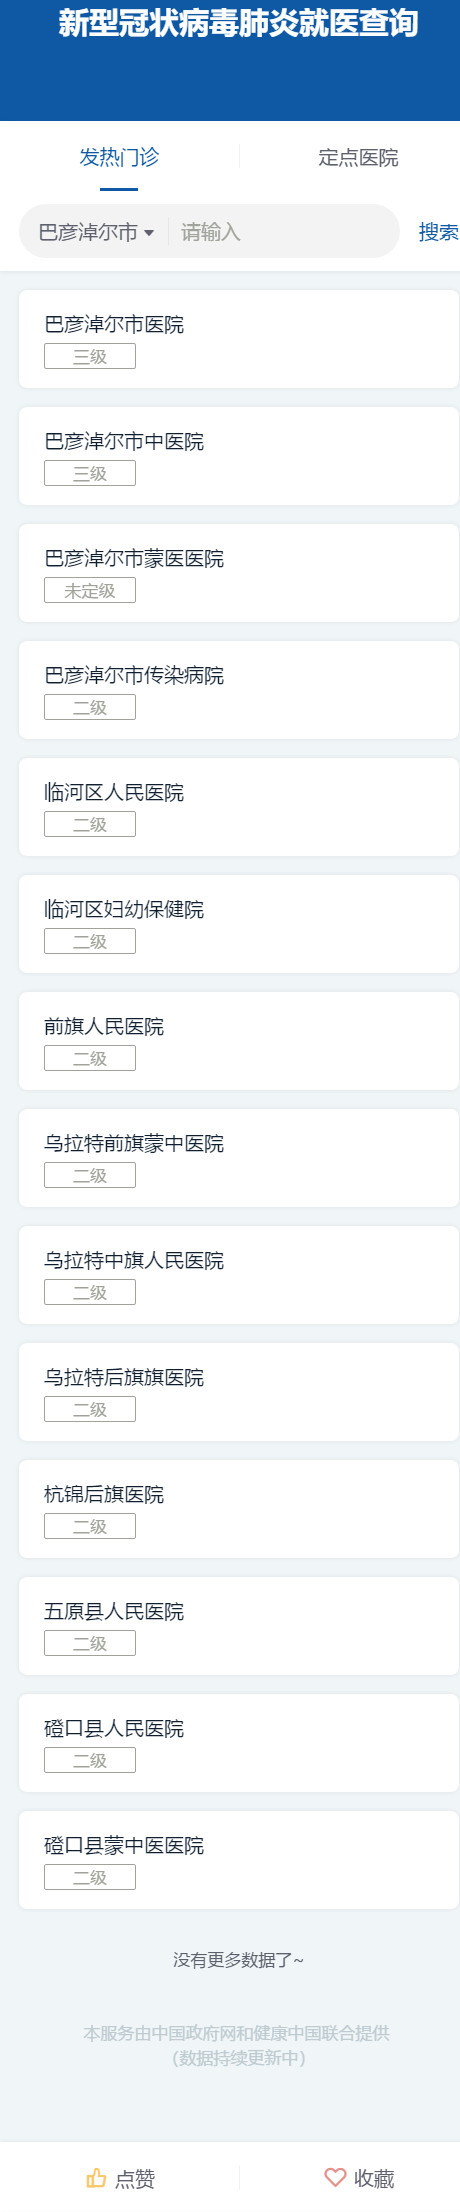 新型冠状病毒肺炎就医查询
发热门诊
定点医院
巴彦淖尔市
请输入
搜索
巴彦淖尔市医院
三级
巴彦淖尔市中医院
三级
巴彦淖尔市蒙医医院
未定级
巴彦淖尔市传染病院
二级
临河区人民医院
二级
临河区妇幼保健院
二级
前旗人民医院
二级
乌拉特前旗蒙中医院
二级
乌拉特中旗人民医院
二级
乌拉特后旗旗医院
二级
杭锦后旗医院
二级
五原县人民医院
二级
磴口县人民医院
二级
磴口县蒙中医医院
二级
没有更多数据了~
本服务由中国政府网和健康中国联合提供
（数据持续更新中）
点赞
收藏